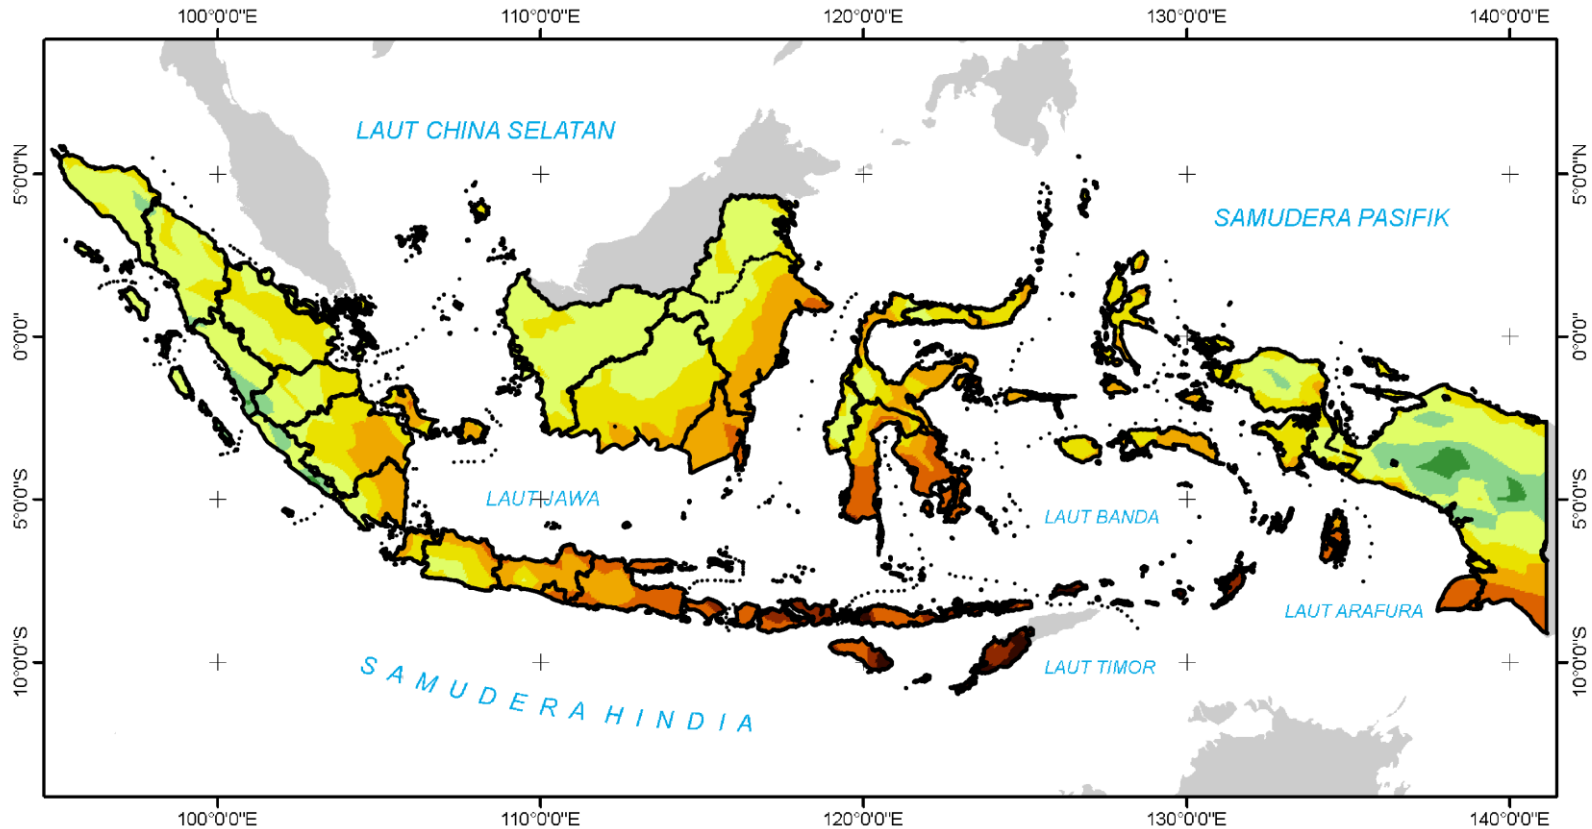 100°0'0"E 110°0'0"E 120°0'0"E 130°0'0"E 140°0'0"E
LAUT CHINA SELATAN
5°0'0"N 5°0'0"N
SAMUDERA PASIFIK
0°0'0" 0°0'0"
LAUT JAWA
5°0'0"S 5°0'0"S
LAUT BANDA
LAUT ARAFURA
10°0'0"S 10°0'0"S
LAUT TIMOR
SAMUDERA HINDIA
100°0'0"E 110°0'0"E 120°0'0"E 130°0'0"E 140°0'0"E